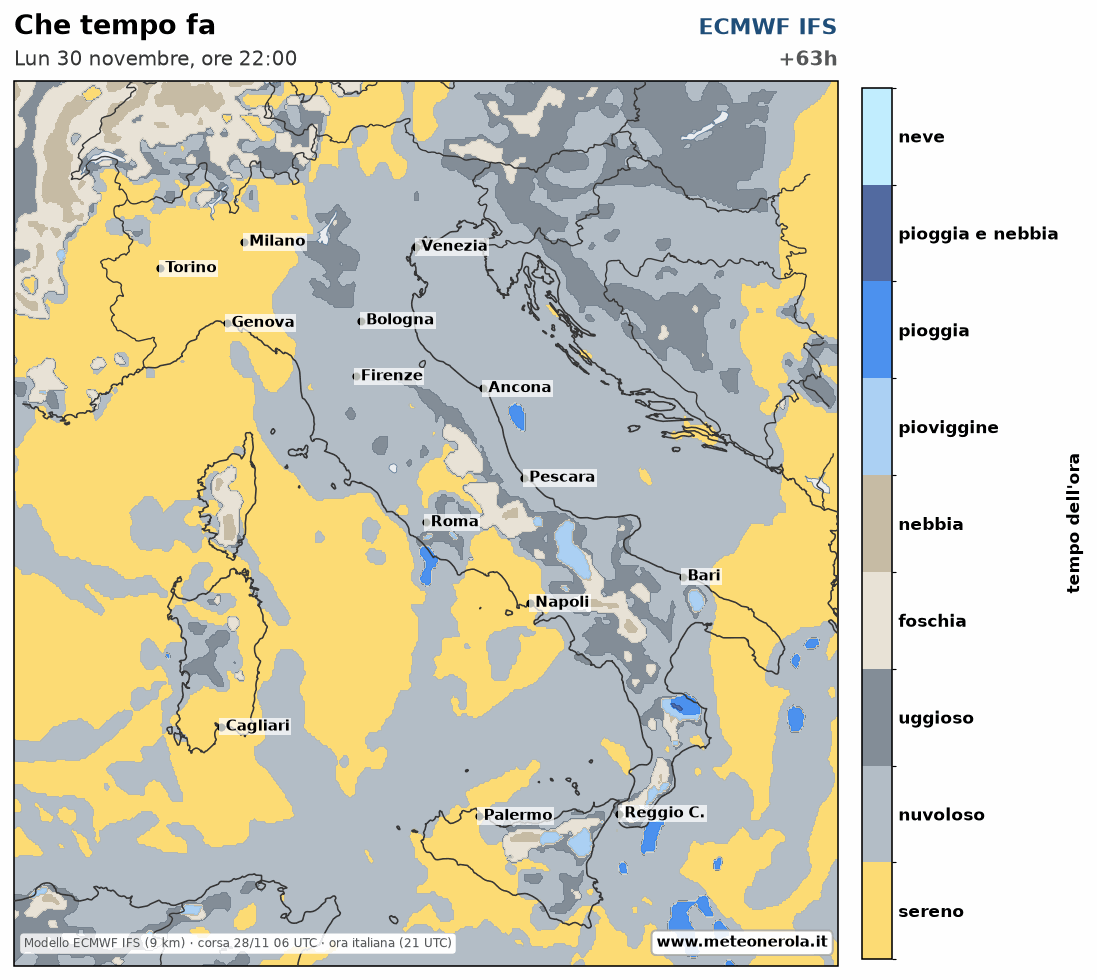 Che tempo fa
ECMWF IFS
Lun 30 novembre, ore 22:00
+63h
neve
pioggia e nebbia
pioggia
pioviggine
nebbia
foschia
uggioso
nuvoloso
sereno
tempo dell'ora
Milano
Venezia
Torino
Genova
Bologna
Firenze
Ancona
Pescara
Roma
Bari
Napoli
Cagliari
Palermo
Reggio C.
Modello ECMWF IFS (9 km) · corsa 28/11 06 UTC · ora italiana (21 UTC)
www.meteonerola.it